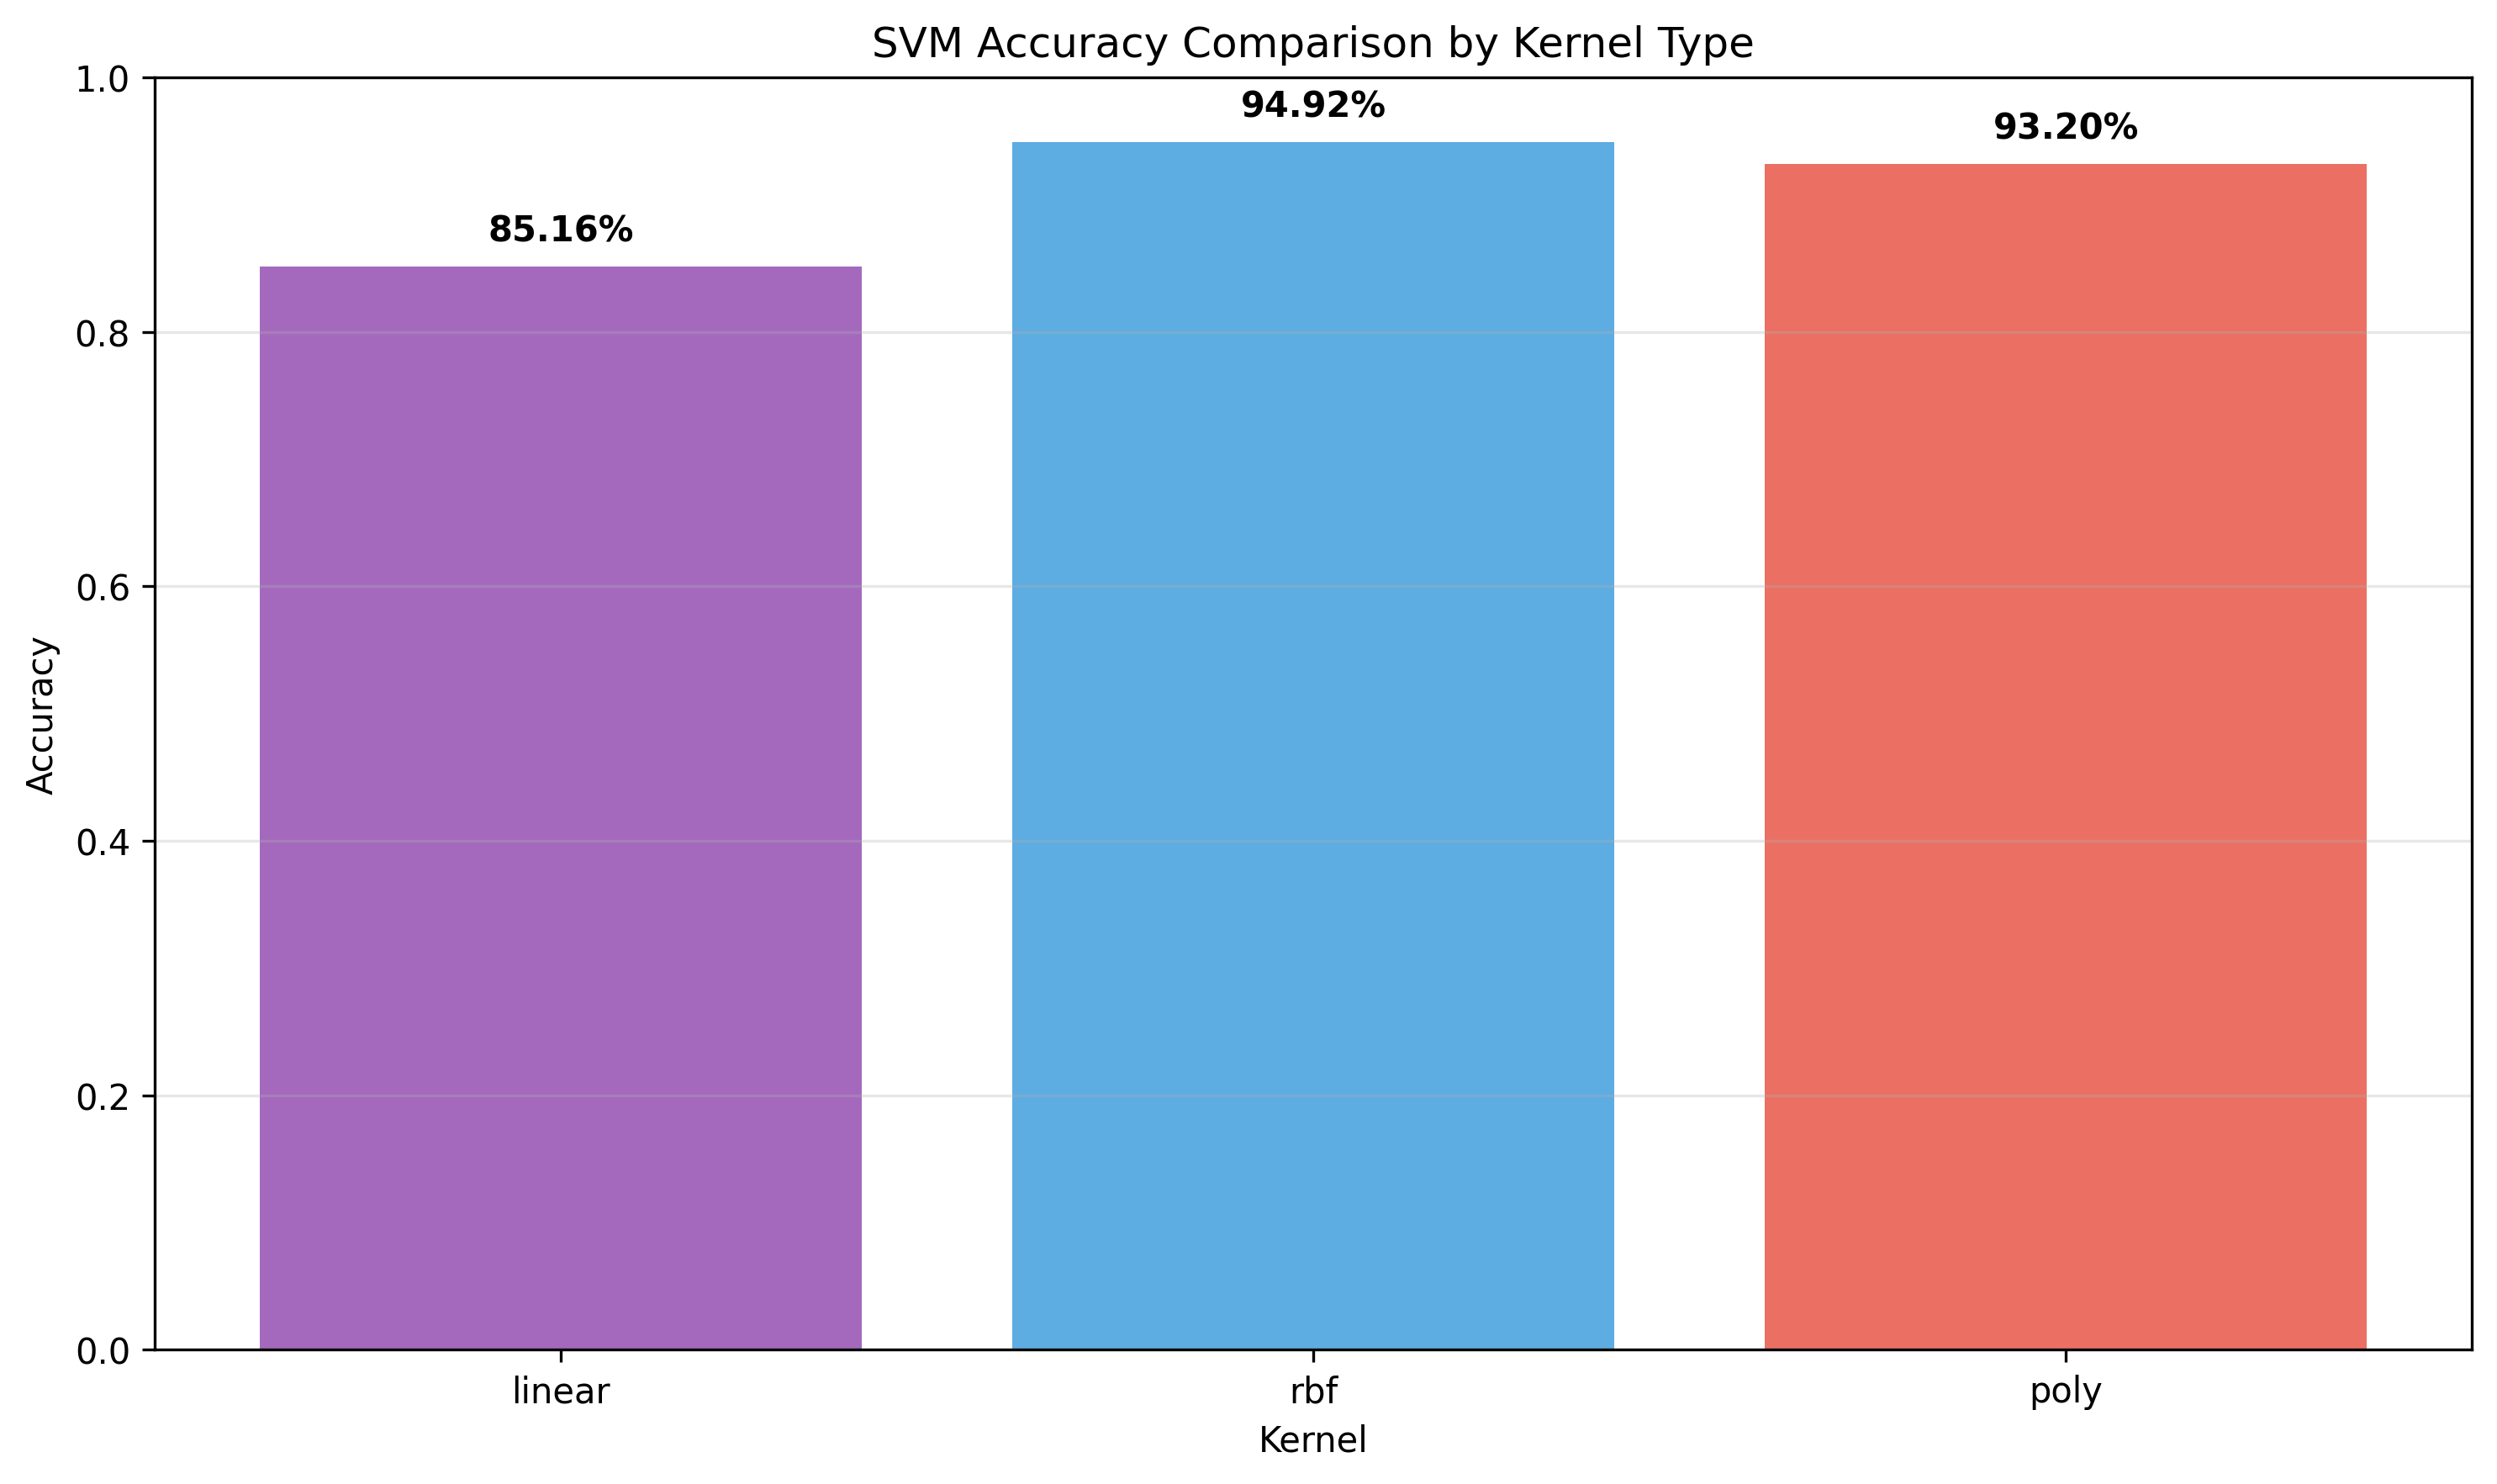 SVM Accuracy Comparison by Kernel Type
1.0
94.92%
93.20%
85.16%
0.8
0.6
Accuracy
0.4
0.2
0.0
linear
rbf
poly
Kernel